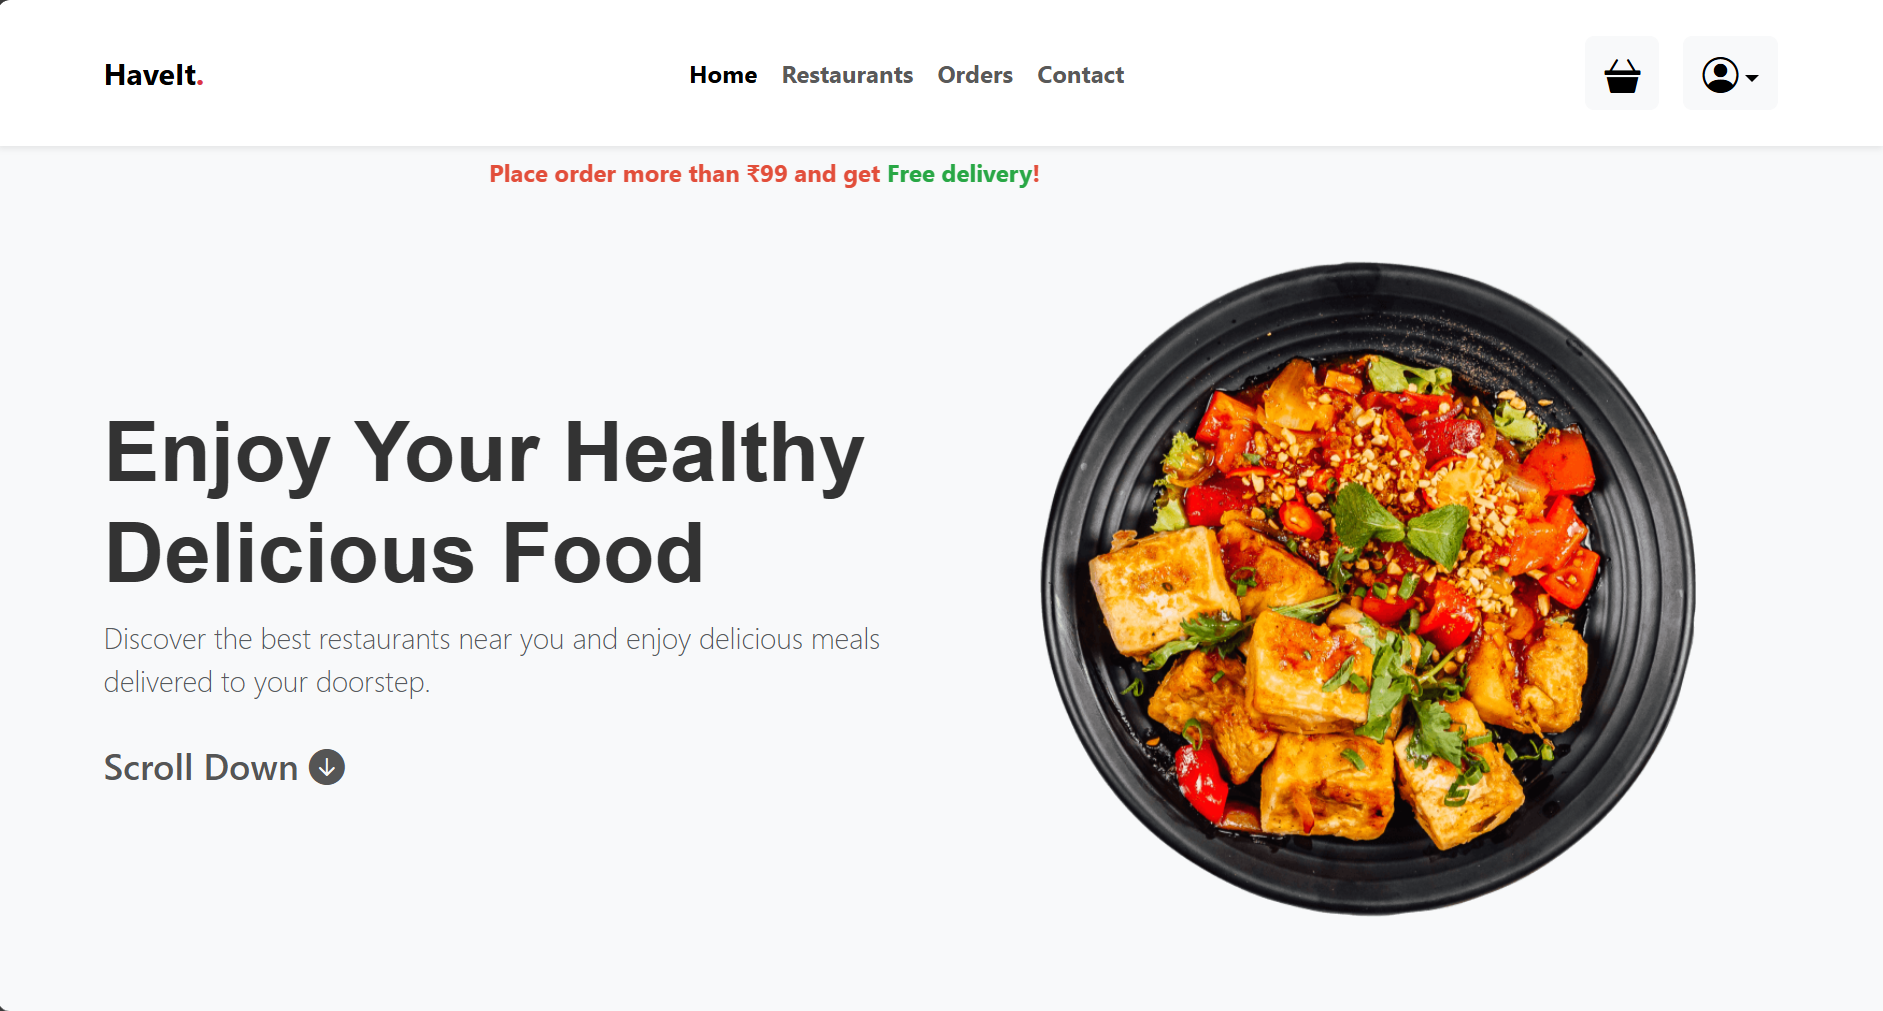 HaveIt.
Home Restaurants Orders Contact
Place order more than ₹99 and get Free delivery!
Enjoy Your Healthy
Delicious Food
Discover the best restaurants near you and enjoy delicious meals
delivered to your doorstep.
Scroll Down